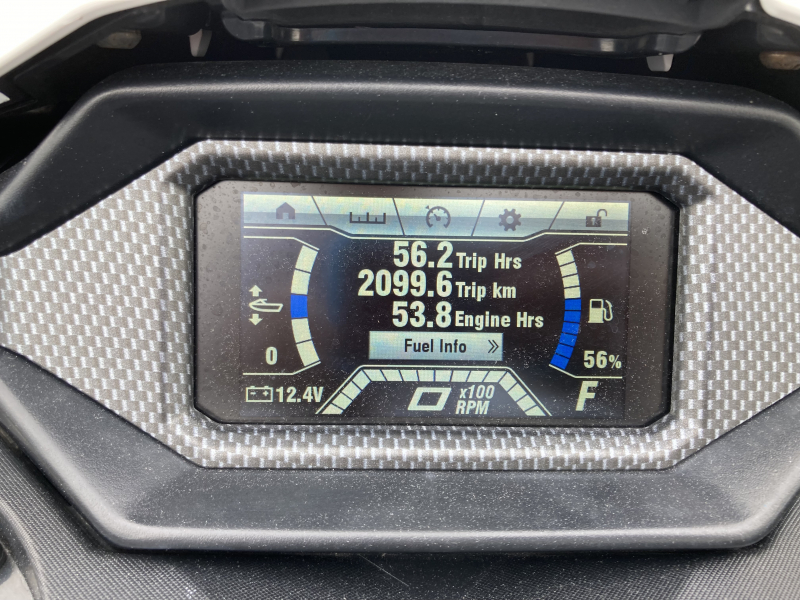 56.2 Trip Hrs
2099.6 Trip km
53.8 Engine Hrs
Fuel Info
0
56%
12.4V
0 x100
RPM
F